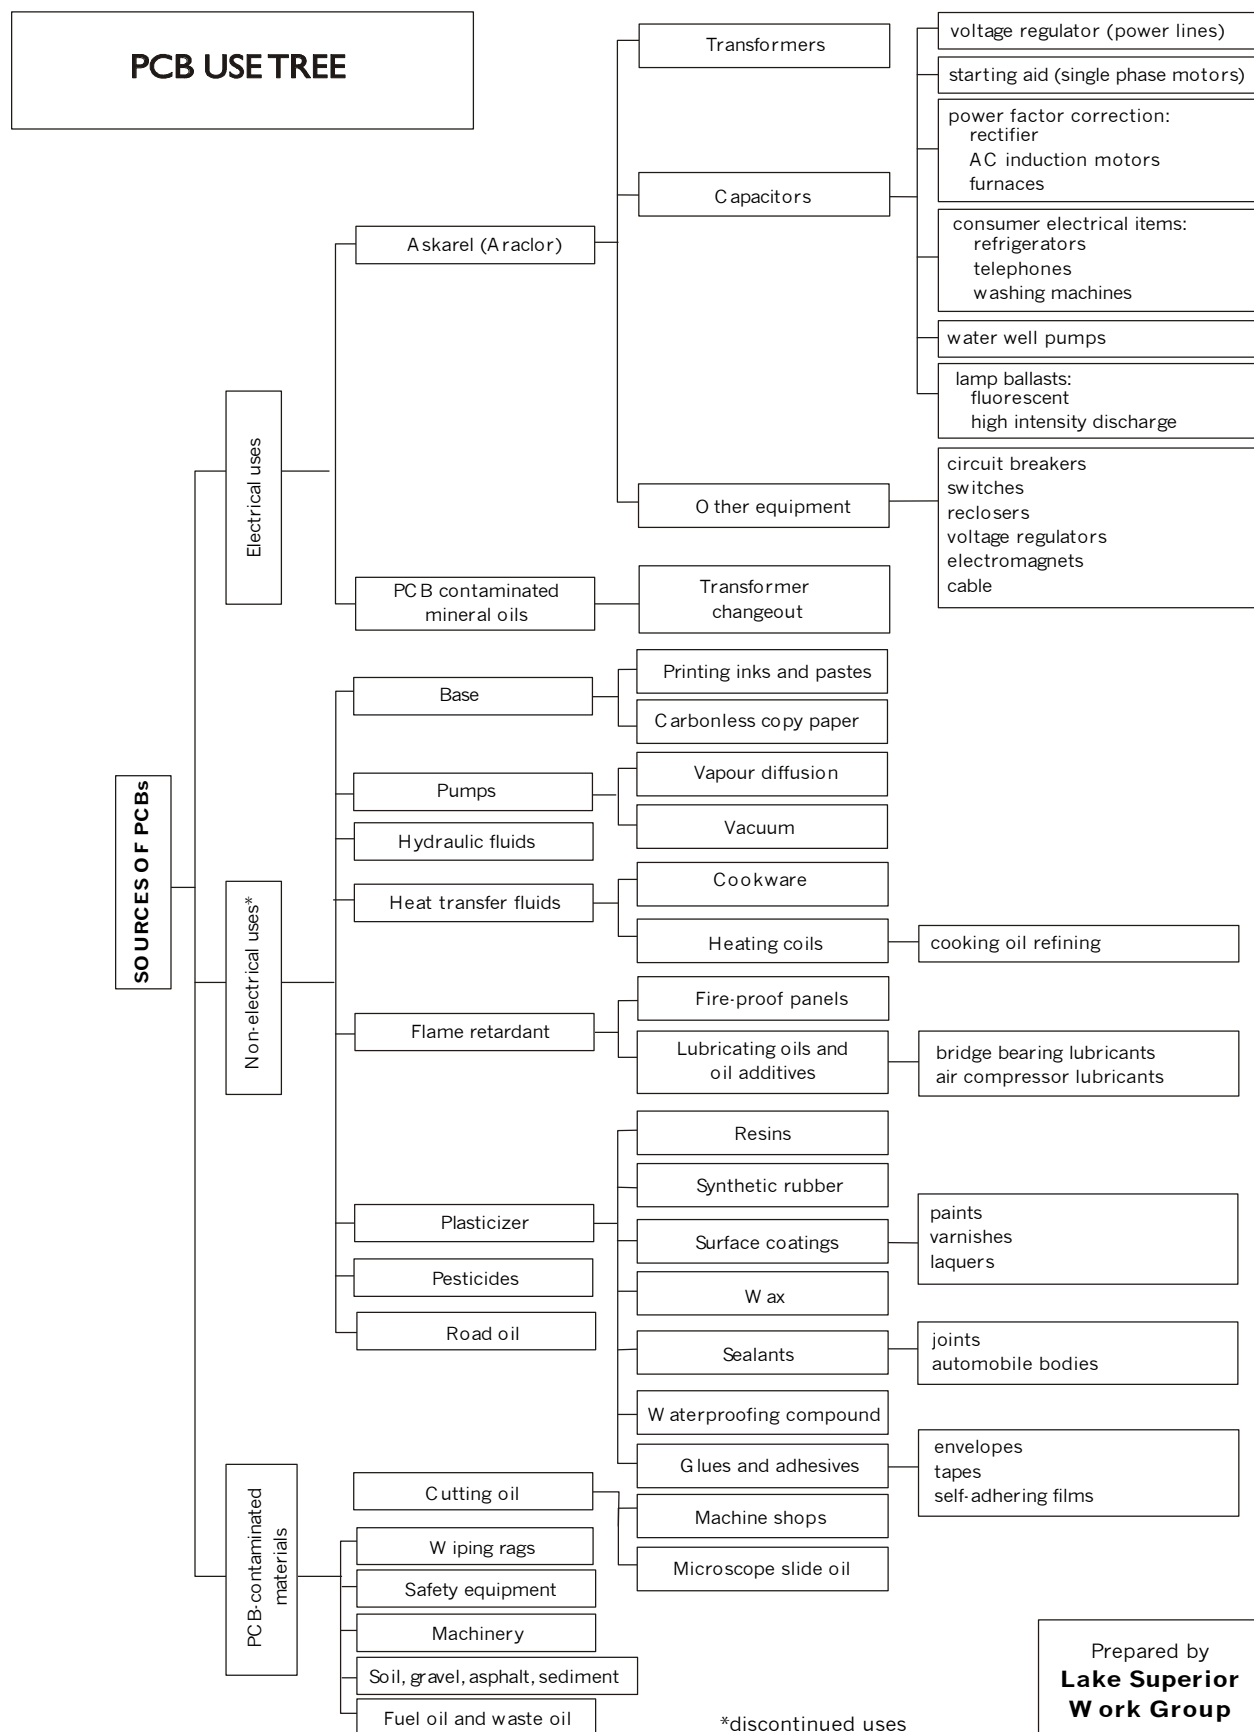 PCB USE TREE
SOURCES OF PCBs
Electrical uses
Askarel (Araclor)
Transformers
Capacitors
voltage regulator (power lines)
starting aid (single phase motors)
power factor correction:
rectifier
AC induction motors
furnaces
consumer electrical items:
refrigerators
telephones
washing machines
water well pumps
lamp ballasts:
fluorescent
high intensity discharge
Other equipment
circuit breakers
switches
reclosers
voltage regulators
electromagnets
cable
PCB contaminated
mineral oils
Transformer
changeout
Non-electrical uses*
Base
Printing inks and pastes
Carbonless copy paper
Pumps
Vapour diffusion
Vacuum
Hydraulic fluids
Heat transfer fluids
Cookware
Heating coils
cooking oil refining
Flame retardant
Fire-proof panels
Lubricating oils and
oil additives
bridge bearing lubricants
air compressor lubricants
Plasticizer
Resins
Synthetic rubber
Surface coatings
paints
varnishes
laquers
Wax
Sealants
joints
automobile bodies
Waterproofing compound
Glues and adhesives
envelopes
tapes
self-adhering films
Pesticides
Road oil
PCB-contaminated
materials
Cutting oil
Machine shops
Microscope slide oil
Wiping rags
Safety equipment
Machinery
Soil, gravel, asphalt, sediment
Fuel oil and waste oil
*discontinued uses
Prepared by
Lake Superior
Work Group